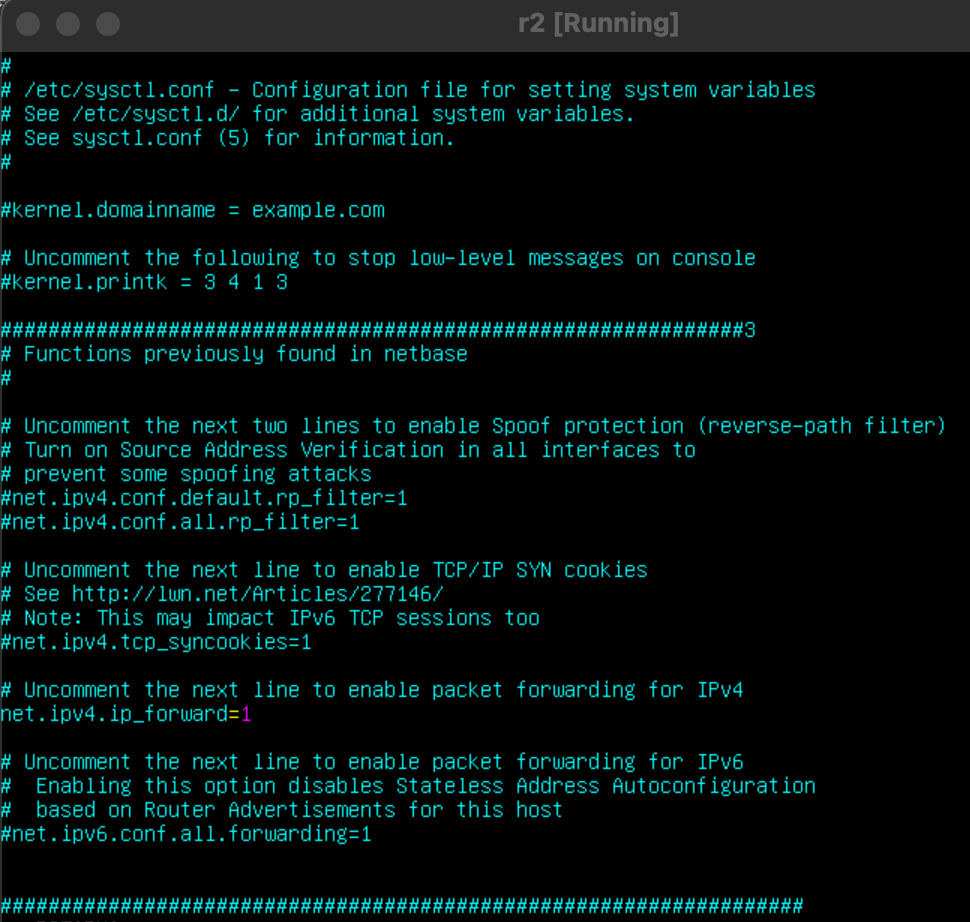 r2 [Running]
#
# /etc/sysctl.conf - Configuration file for setting system variables
# See /etc/sysctl.d/ for additional system variables.
# See sysctl.conf (5) for information.
#
#kernel.domainname = example.com
# Uncomment the following to stop low-level messages on console
#kernel.printk = 3 4 1 3
##############################################################3
# Functions previously found in netbase
#
# Uncomment the next two lines to enable Spoof protection (reverse-path filter)
# Turn on Source Address Verification in all interfaces to
# prevent some spoofing attacks
#net.ipv4.conf.default.rp_filter=1
#net.ipv4.conf.all.rp_filter=1
# Uncomment the next line to enable TCP/IP SYN cookies
# See http://lwn.net/Articles/277146/
# Note: This may impact IPv6 TCP sessions too
#net.ipv4.tcp_syncookies=1
# Uncomment the next line to enable packet forwarding for IPv4
net.ipv4.ip_forward=1
# Uncomment the next line to enable packet forwarding for IPv6
#  Enabling this option disables Stateless Address Autoconfiguration
#  based on Router Advertisements for this host
#net.ipv6.conf.all.forwarding=1
###################################################################